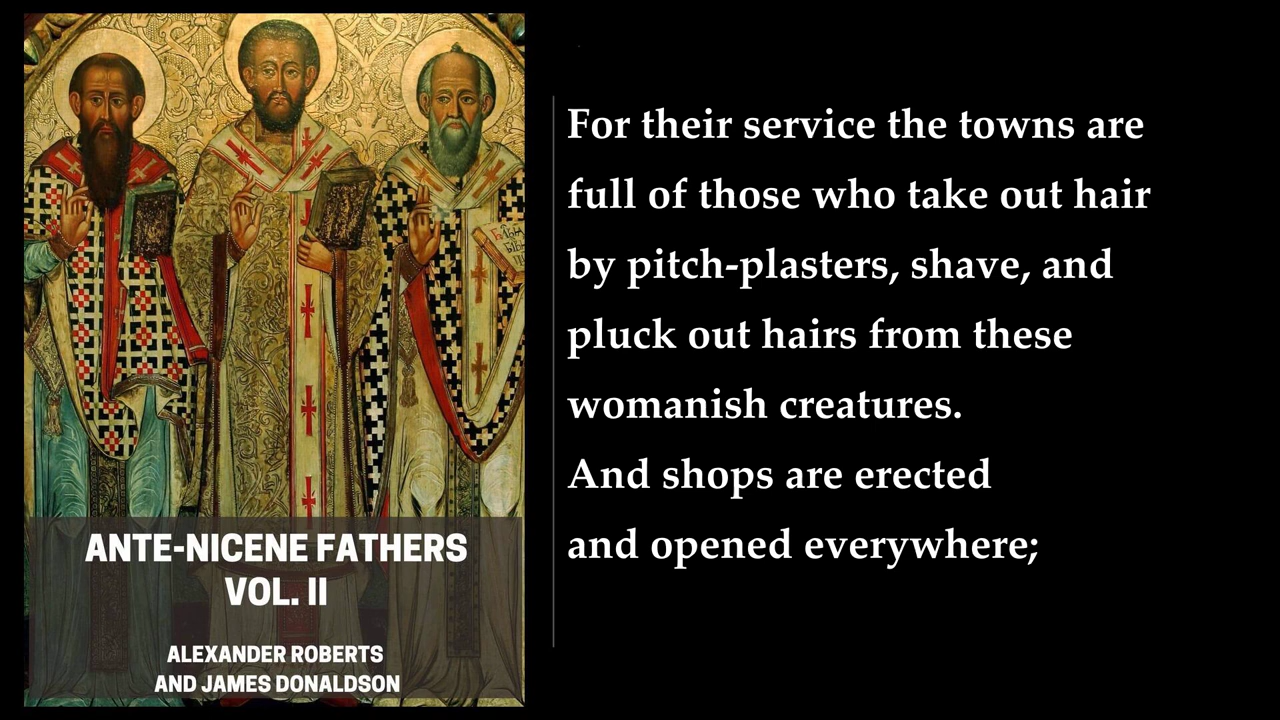 ANTE-NICENE FATHERS
VOL. II
ALEXANDER ROBERTS
AND JAMES DONALDSON
For their service the towns are
full of those who take out hair
by pitch-plasters, shave, and
pluck out hairs from these
womanish creatures.
And shops are erected
and opened everywhere;